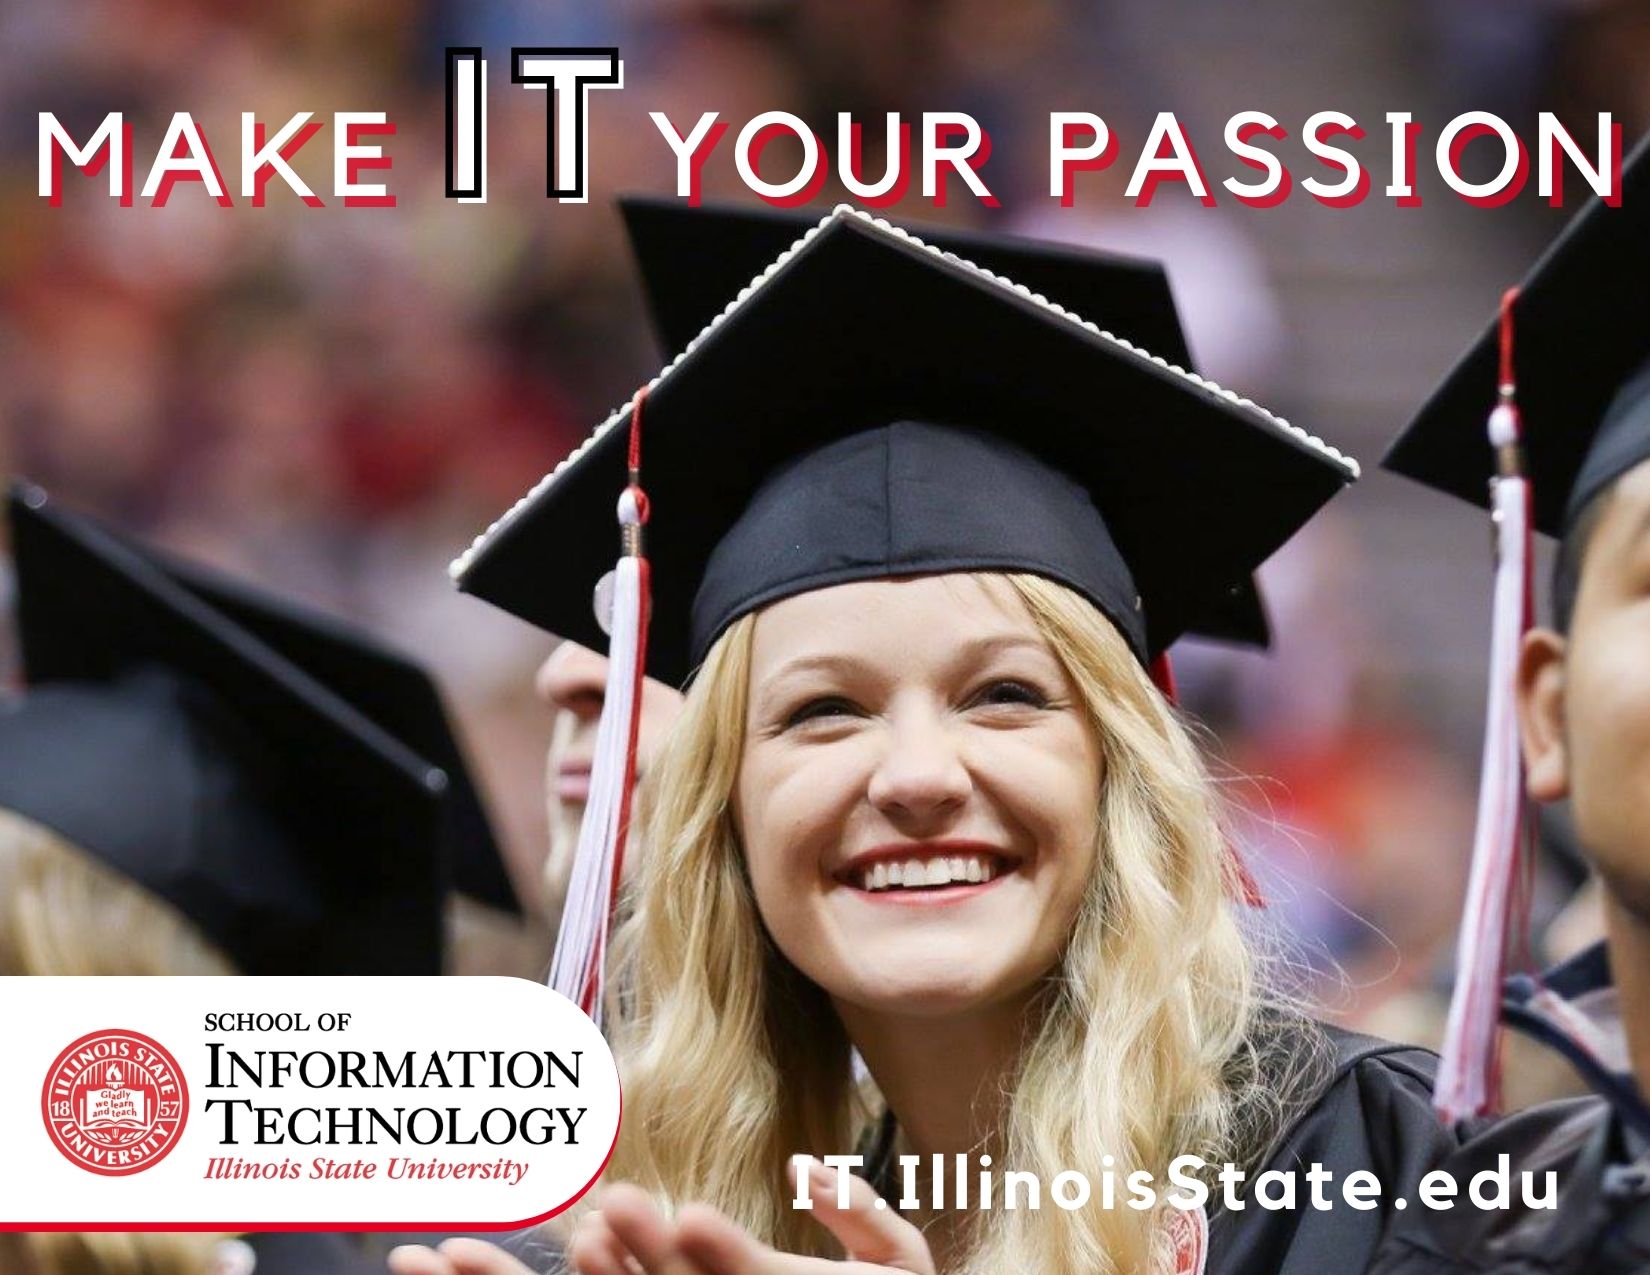 MAKE IT YOUR PASSION
SCHOOL OF
INFORMATION
TECHNOLOGY
Illinois State University
ILLINOIS STATE
Gladly
we learn
and teach
18 57
UNIVERSITY
IT.IllinoisState.edu